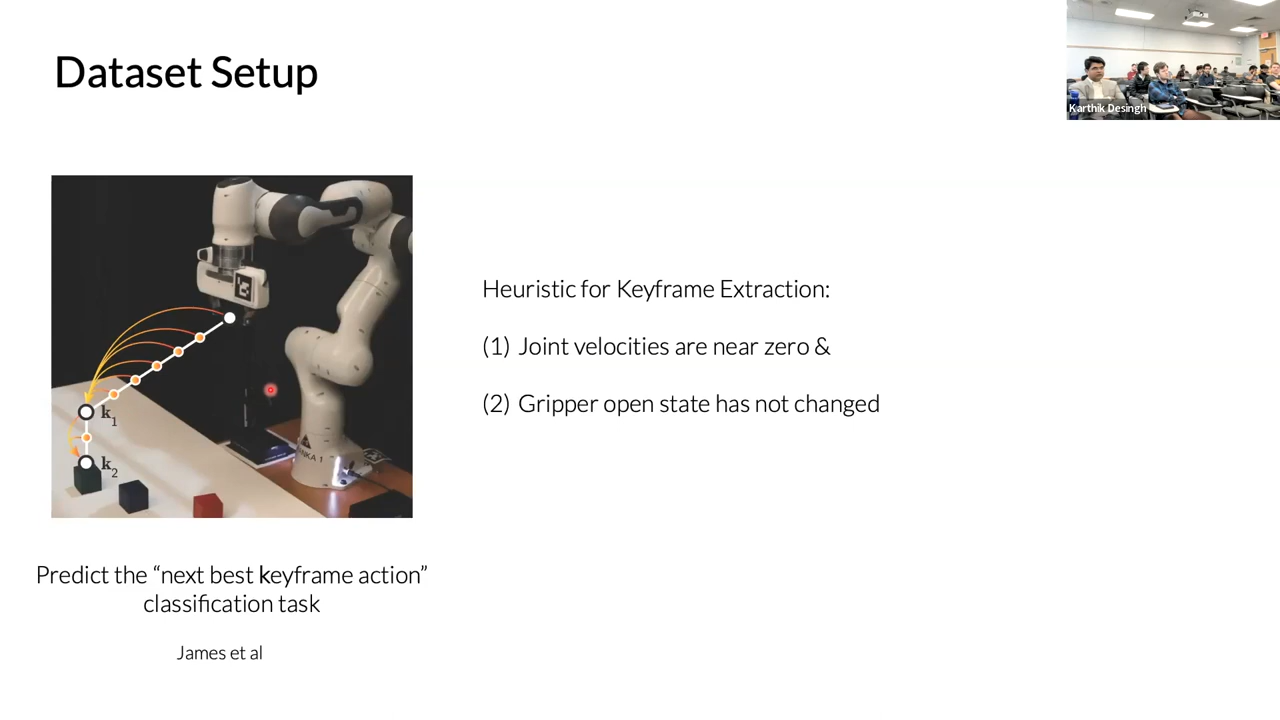 Dataset Setup
Karthik Desingh
Heuristic for Keyframe Extraction:
(1) Joint velocities are near zero &
(2) Gripper open state has not changed
k1
k2
Predict the “next best keyframe action”
classification task
James et al